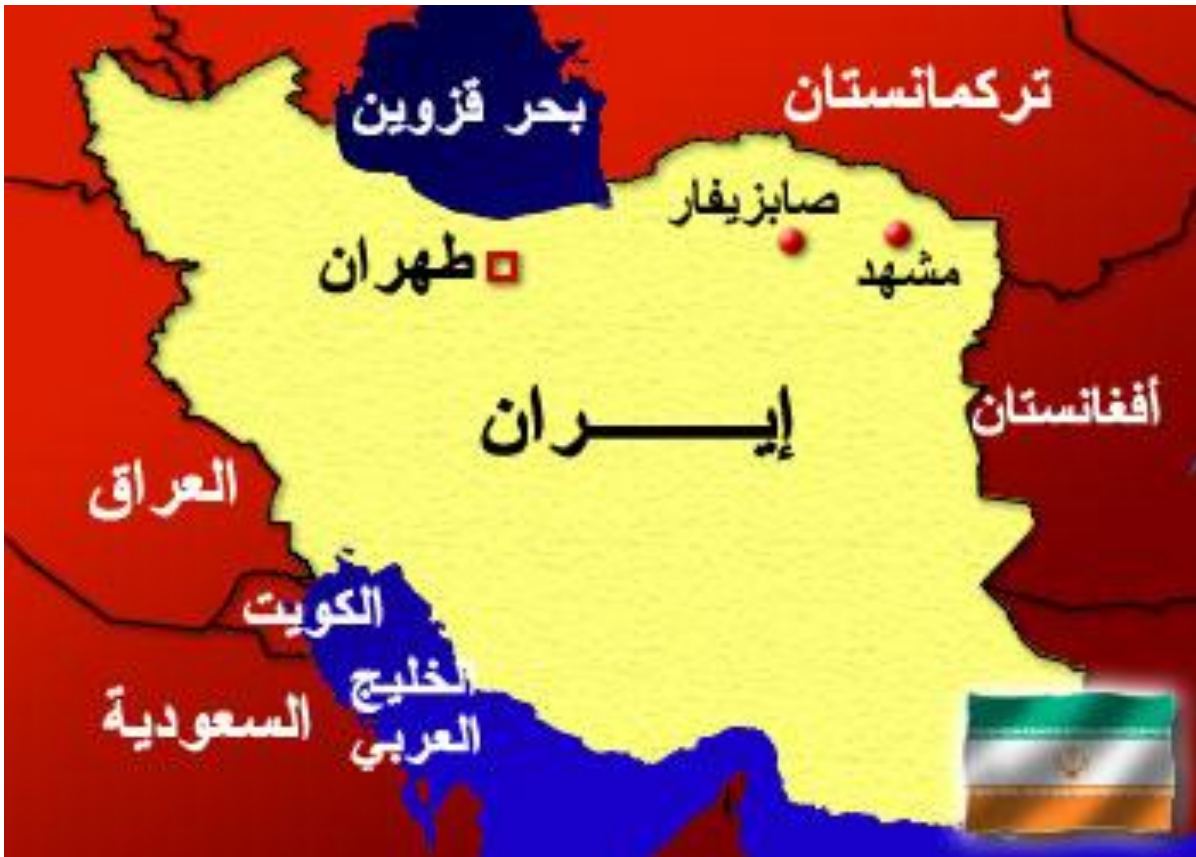 بحر قزوين
تركمانستان
صابزيفار
مشهد
طهران
أفغانستان
إيـــــران
العراق
الكويت
الخليج
العربي
السعودية